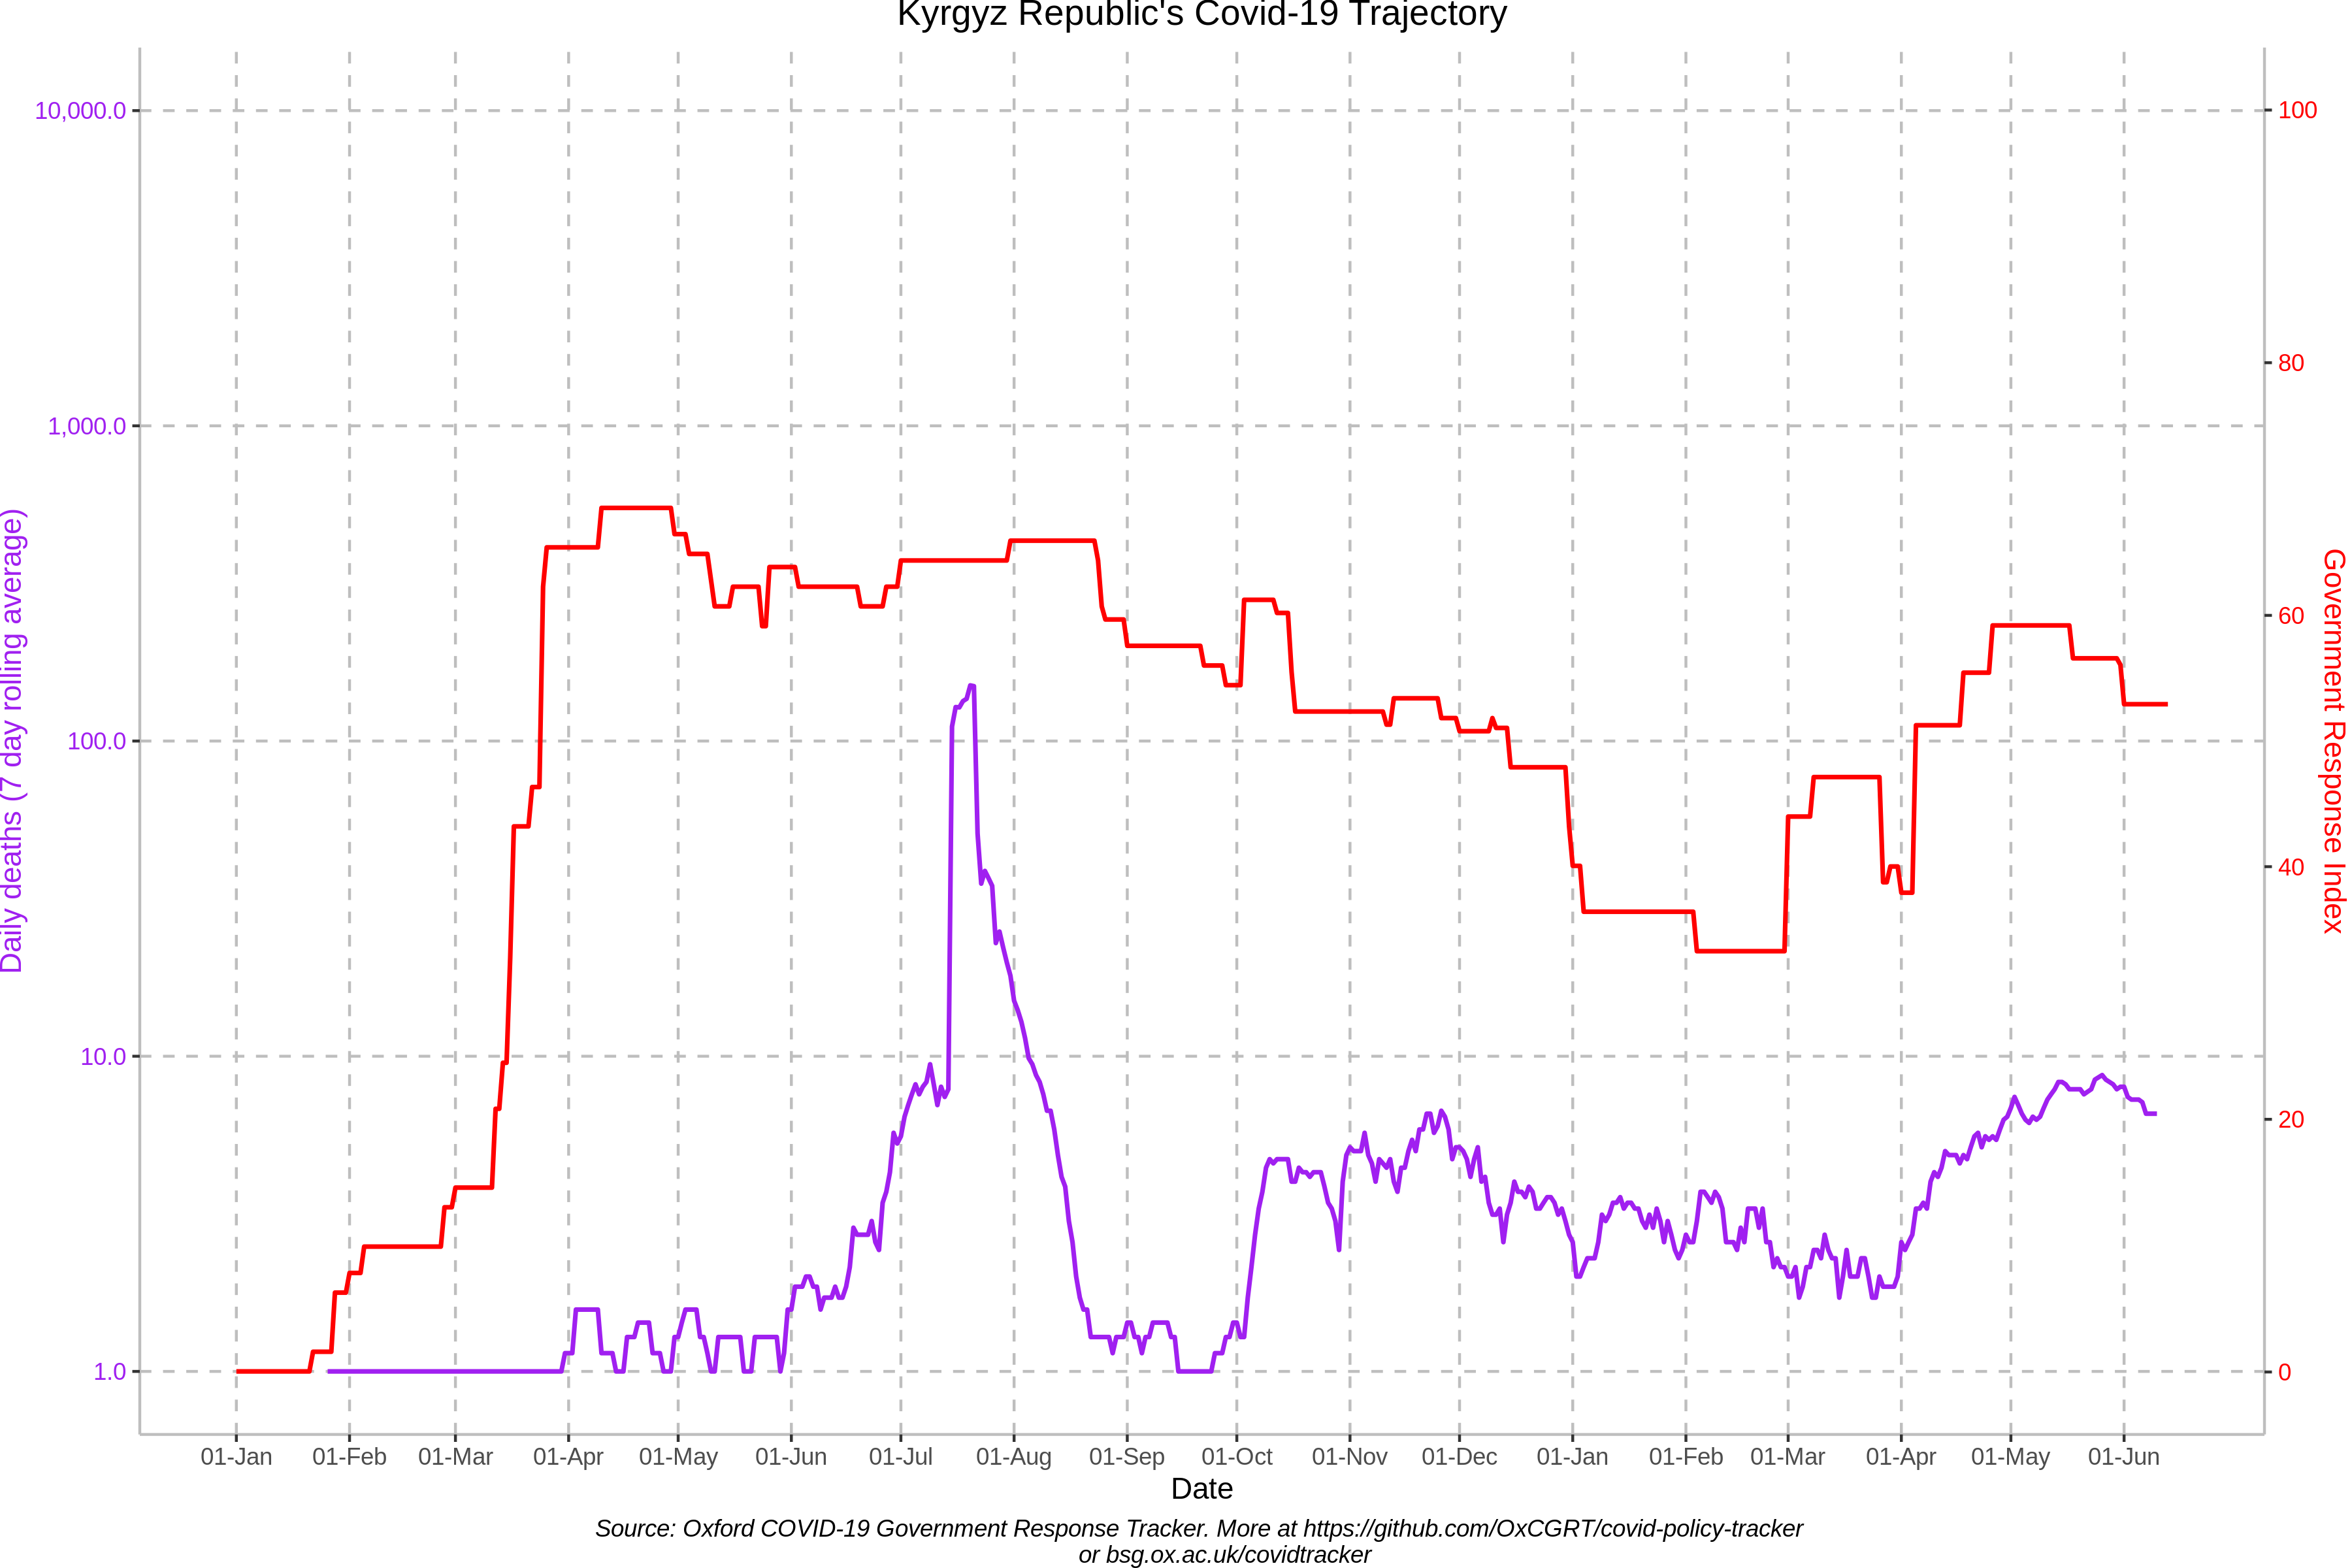 Kyrgyz Republic's Covid-19 Trajectory
10,000.0
1,000.0
100.0
10.0
1.0
Daily deaths (7 day rolling average)
100
80
60
40
20
0
Government Response Index
01-Jan 01-Feb 01-Mar 01-Apr 01-May 01-Jun 01-Jul 01-Aug 01-Sep 01-Oct 01-Nov 01-Dec 01-Jan 01-Feb 01-Mar 01-Apr 01-May 01-Jun
Date
Source: Oxford COVID-19 Government Response Tracker. More at https://github.com/OxCGRT/covid-policy-tracker
or bsg.ox.ac.uk/covidtracker